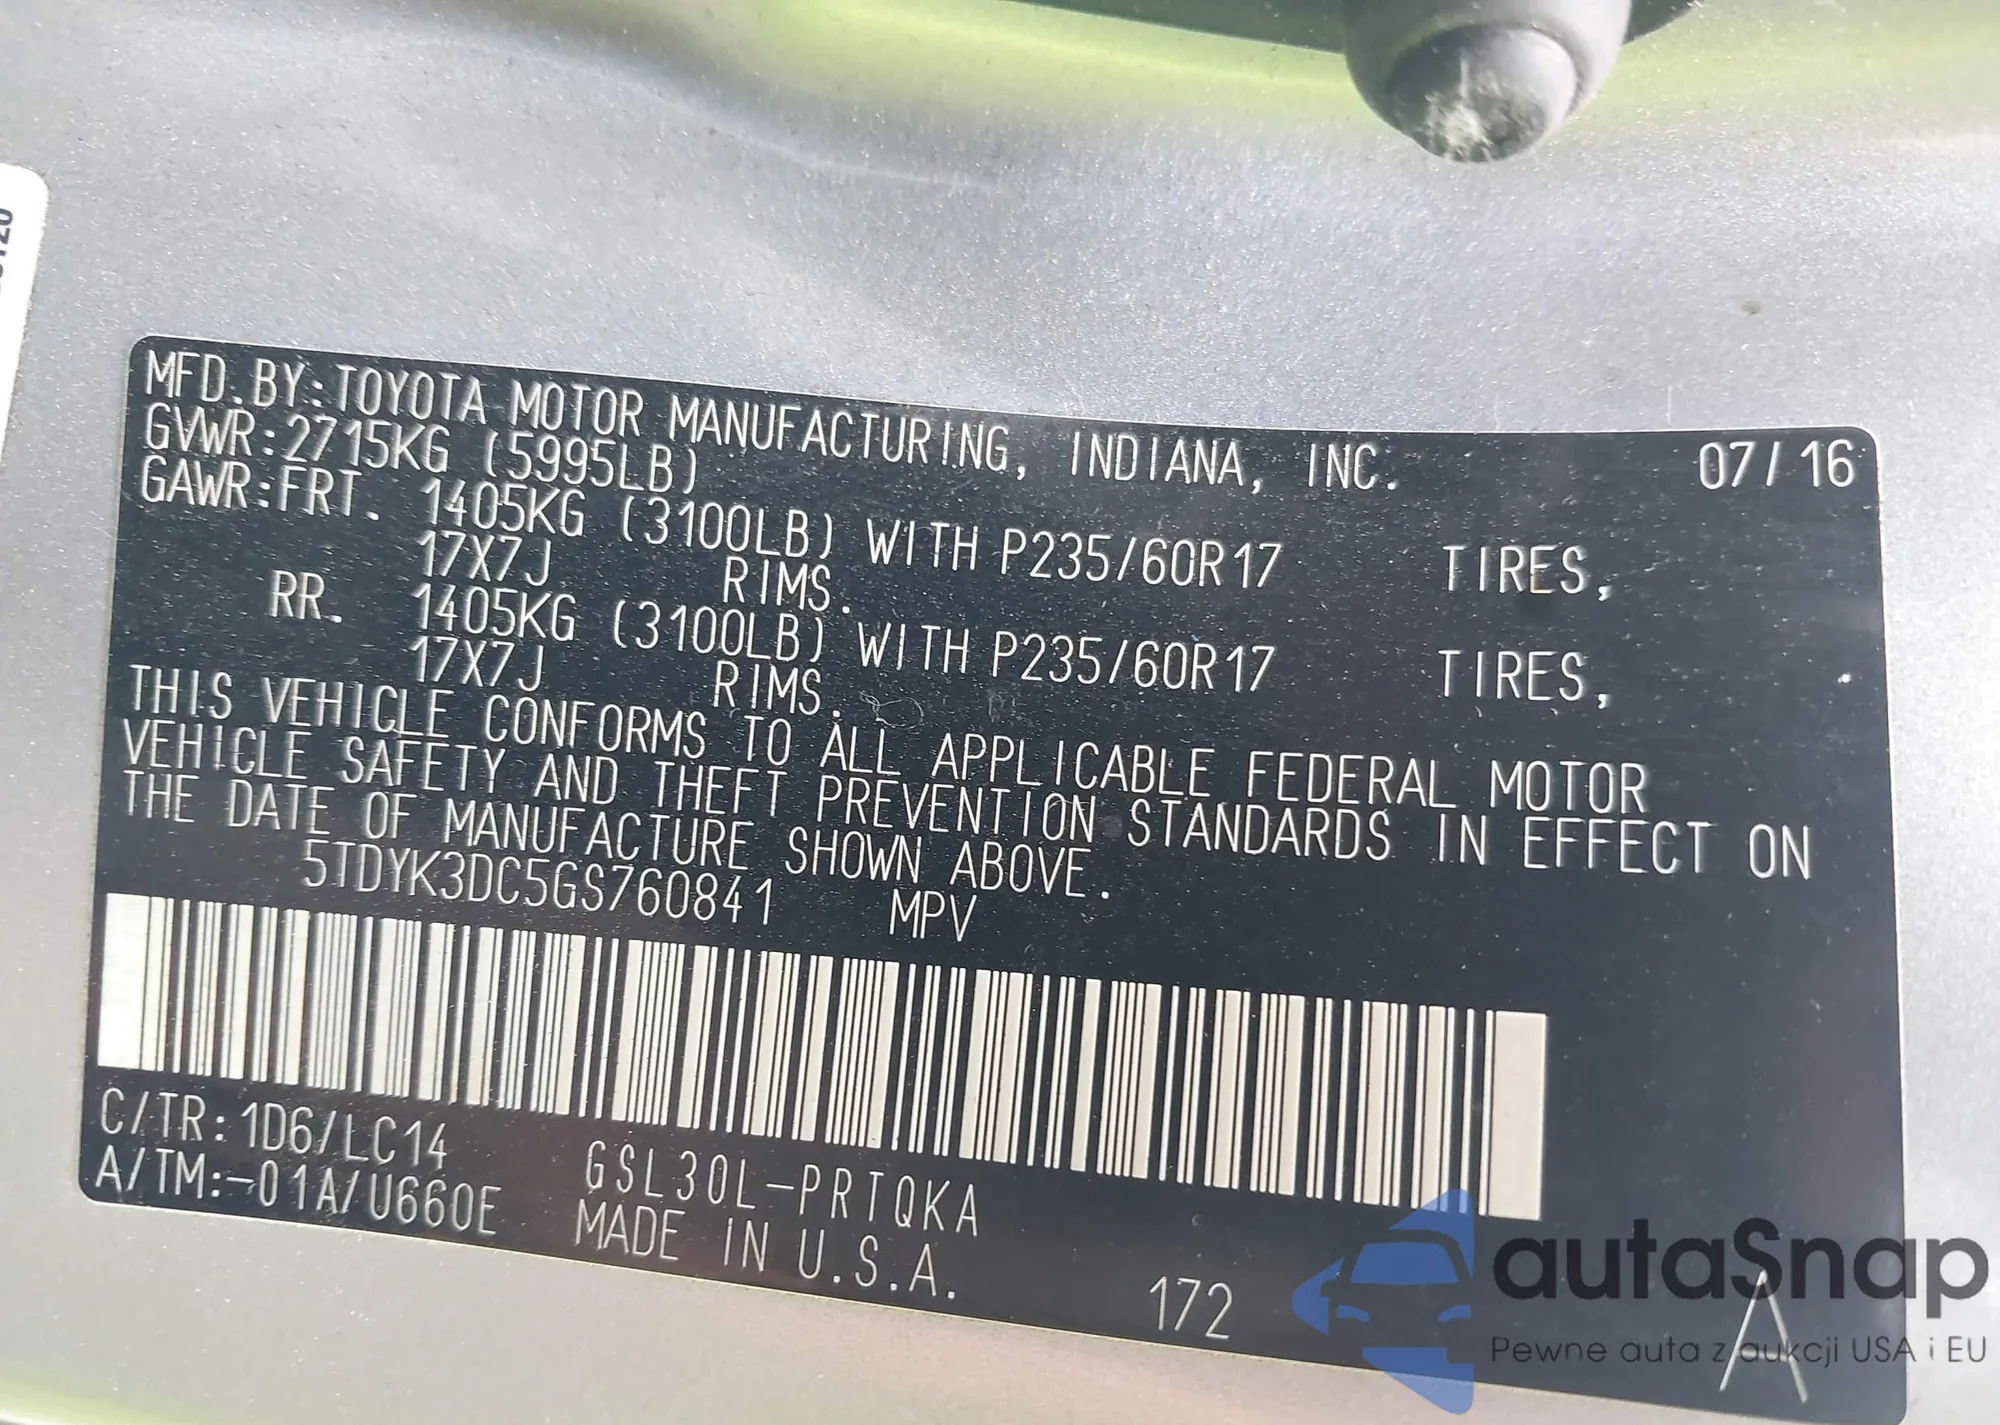 MFD.BY:TOYOTA MOTOR MANUFACTURING, INDIANA, INC. 07/16
GVWR:2715KG (5995LB)
GAWR:FRT. 1405KG (3100LB) WITH P235/60R17 TIRES,
17X7J RIMS.
RR. 1405KG (3100LB) WITH P235/60R17 TIRES,
17X7J RIMS.
THIS VEHICLE CONFORMS TO ALL APPLICABLE FEDERAL MOTOR
VEHICLE SAFETY AND THEFT PREVENTION STANDARDS IN EFFECT ON
THE DATE OF MANUFACTURE SHOWN ABOVE.
5TDYK3DC5GS760841 MPV
C/TR:1D6/LC14 GSL30L-PRTQKA
A/TM:-01A/U660E MADE IN U.S.A.
172 A
autaSnap
Pewne auta z aukcji USA i EU